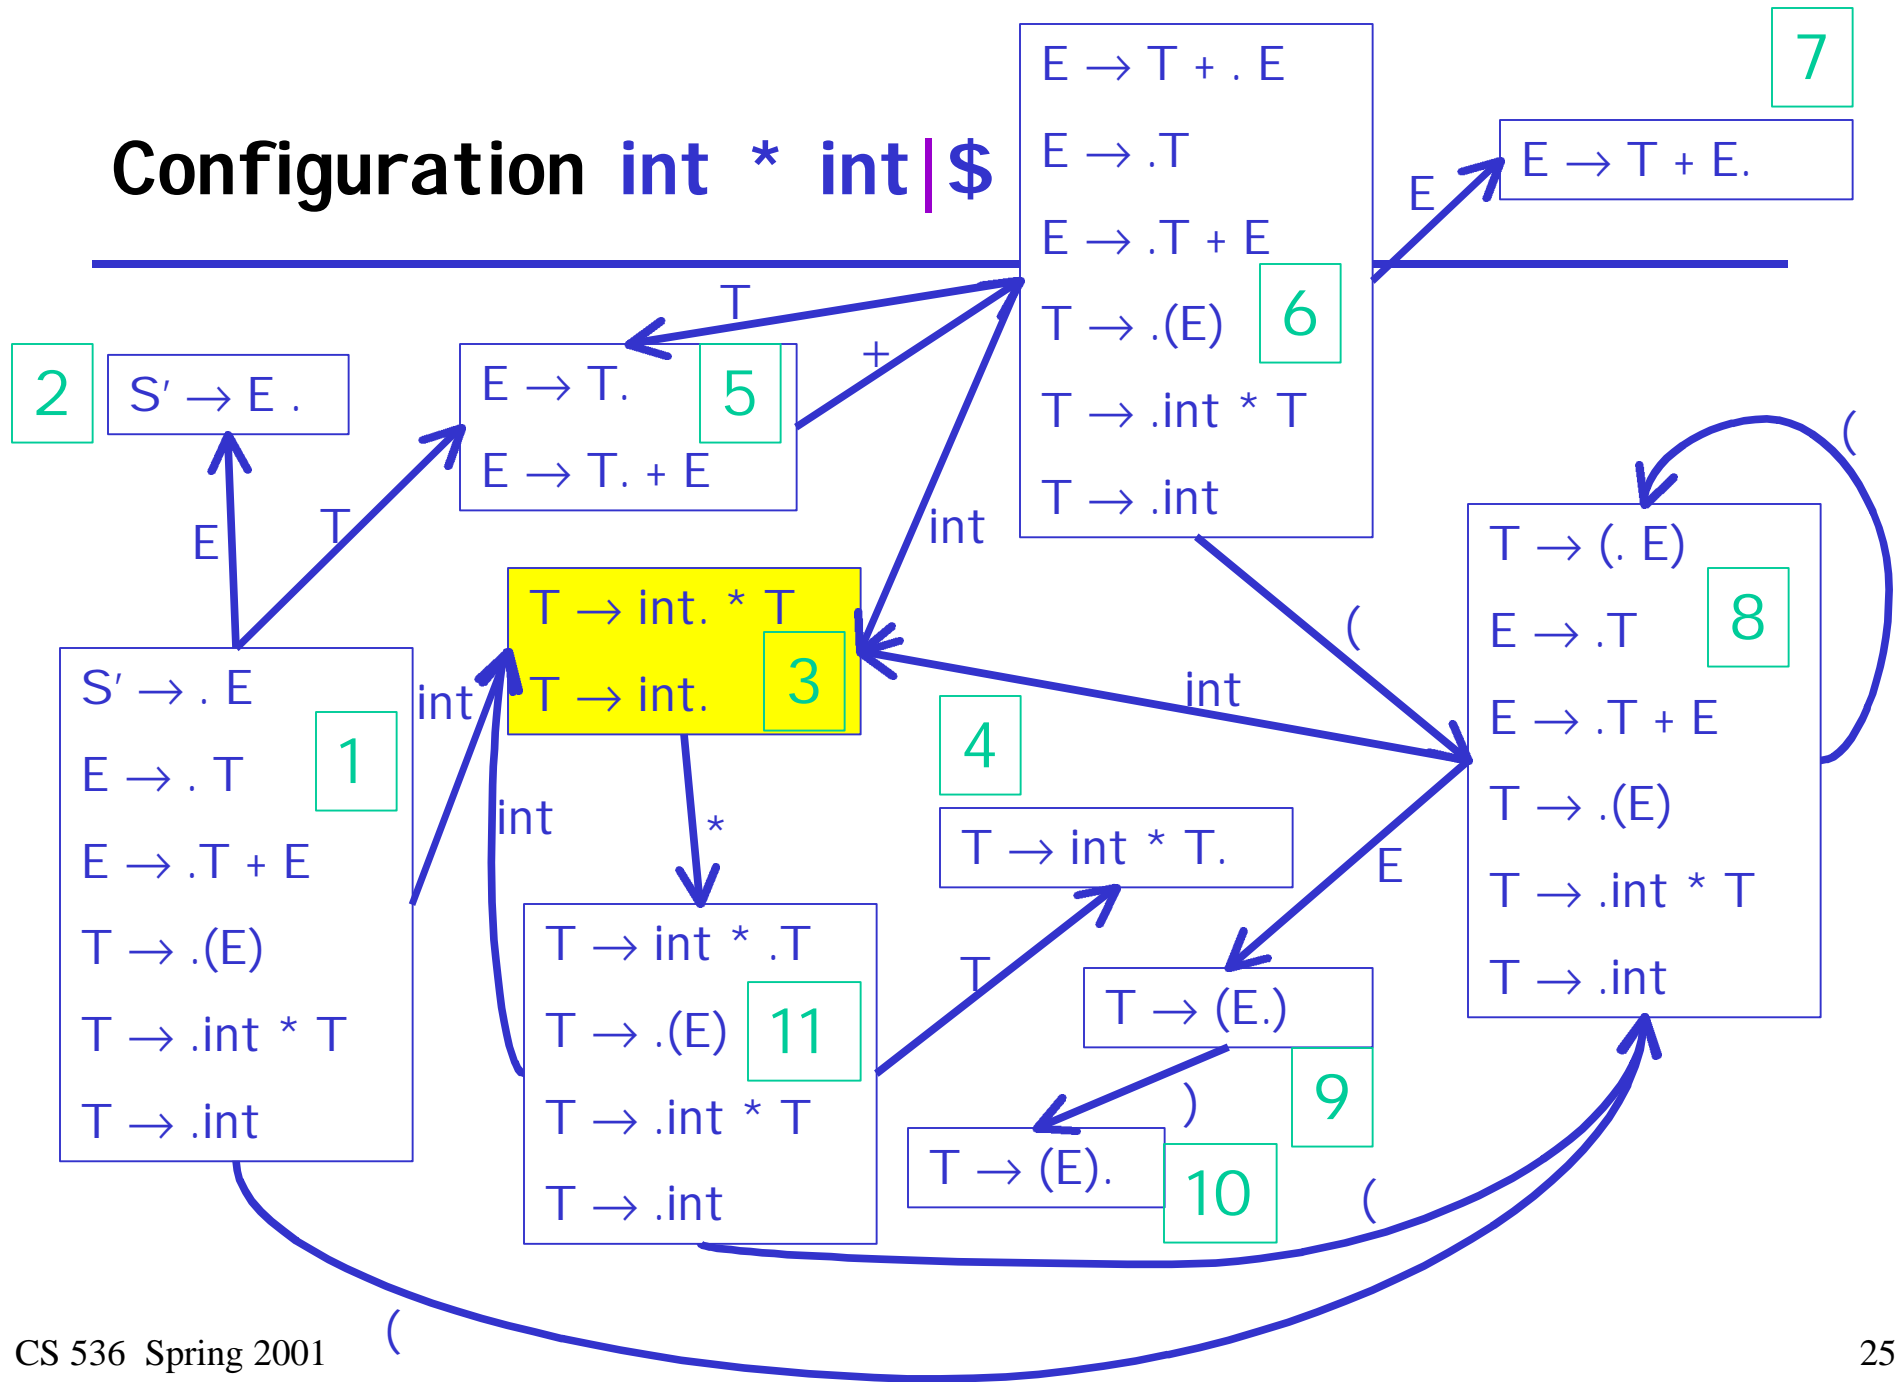 Configuration int * int|$
E → T + . E
E → .T
E → .T + E
T → .(E)
T → .int * T
T → .int
6
7
E → T + E.
E
T
+
int
(
2
S′ → E .
E
T
E → T.
E → T. + E
5
T → int. * T
T → int.
3
int
int
*
int
S′ → . E
E → . T
E → .T + E
T → .(E)
T → .int * T
T → .int
1
4
T → int * T.
T
T → int * .T
T → .(E)
T → .int * T
T → .int
11
(
T → (. E)
E → .T
E → .T + E
T → .(E)
T → .int * T
T → .int
8
E
T → (E.)
9
)
T → (E).
10
(
(
CS 536 Spring 2001
25